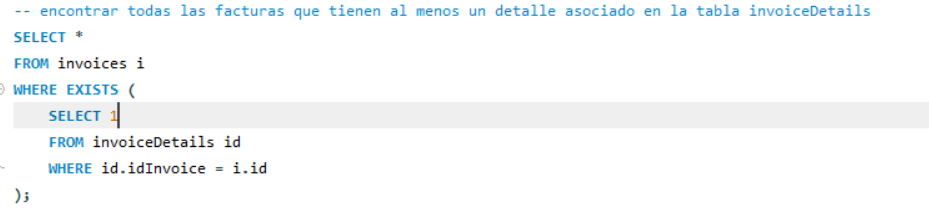 -- encontrar todas las facturas que tienen al menos un detalle asociado en la tabla invoiceDetails
SELECT *
FROM invoices i
WHERE EXISTS (
    SELECT 1
    FROM invoiceDetails id
    WHERE id.idInvoice = i.id
);